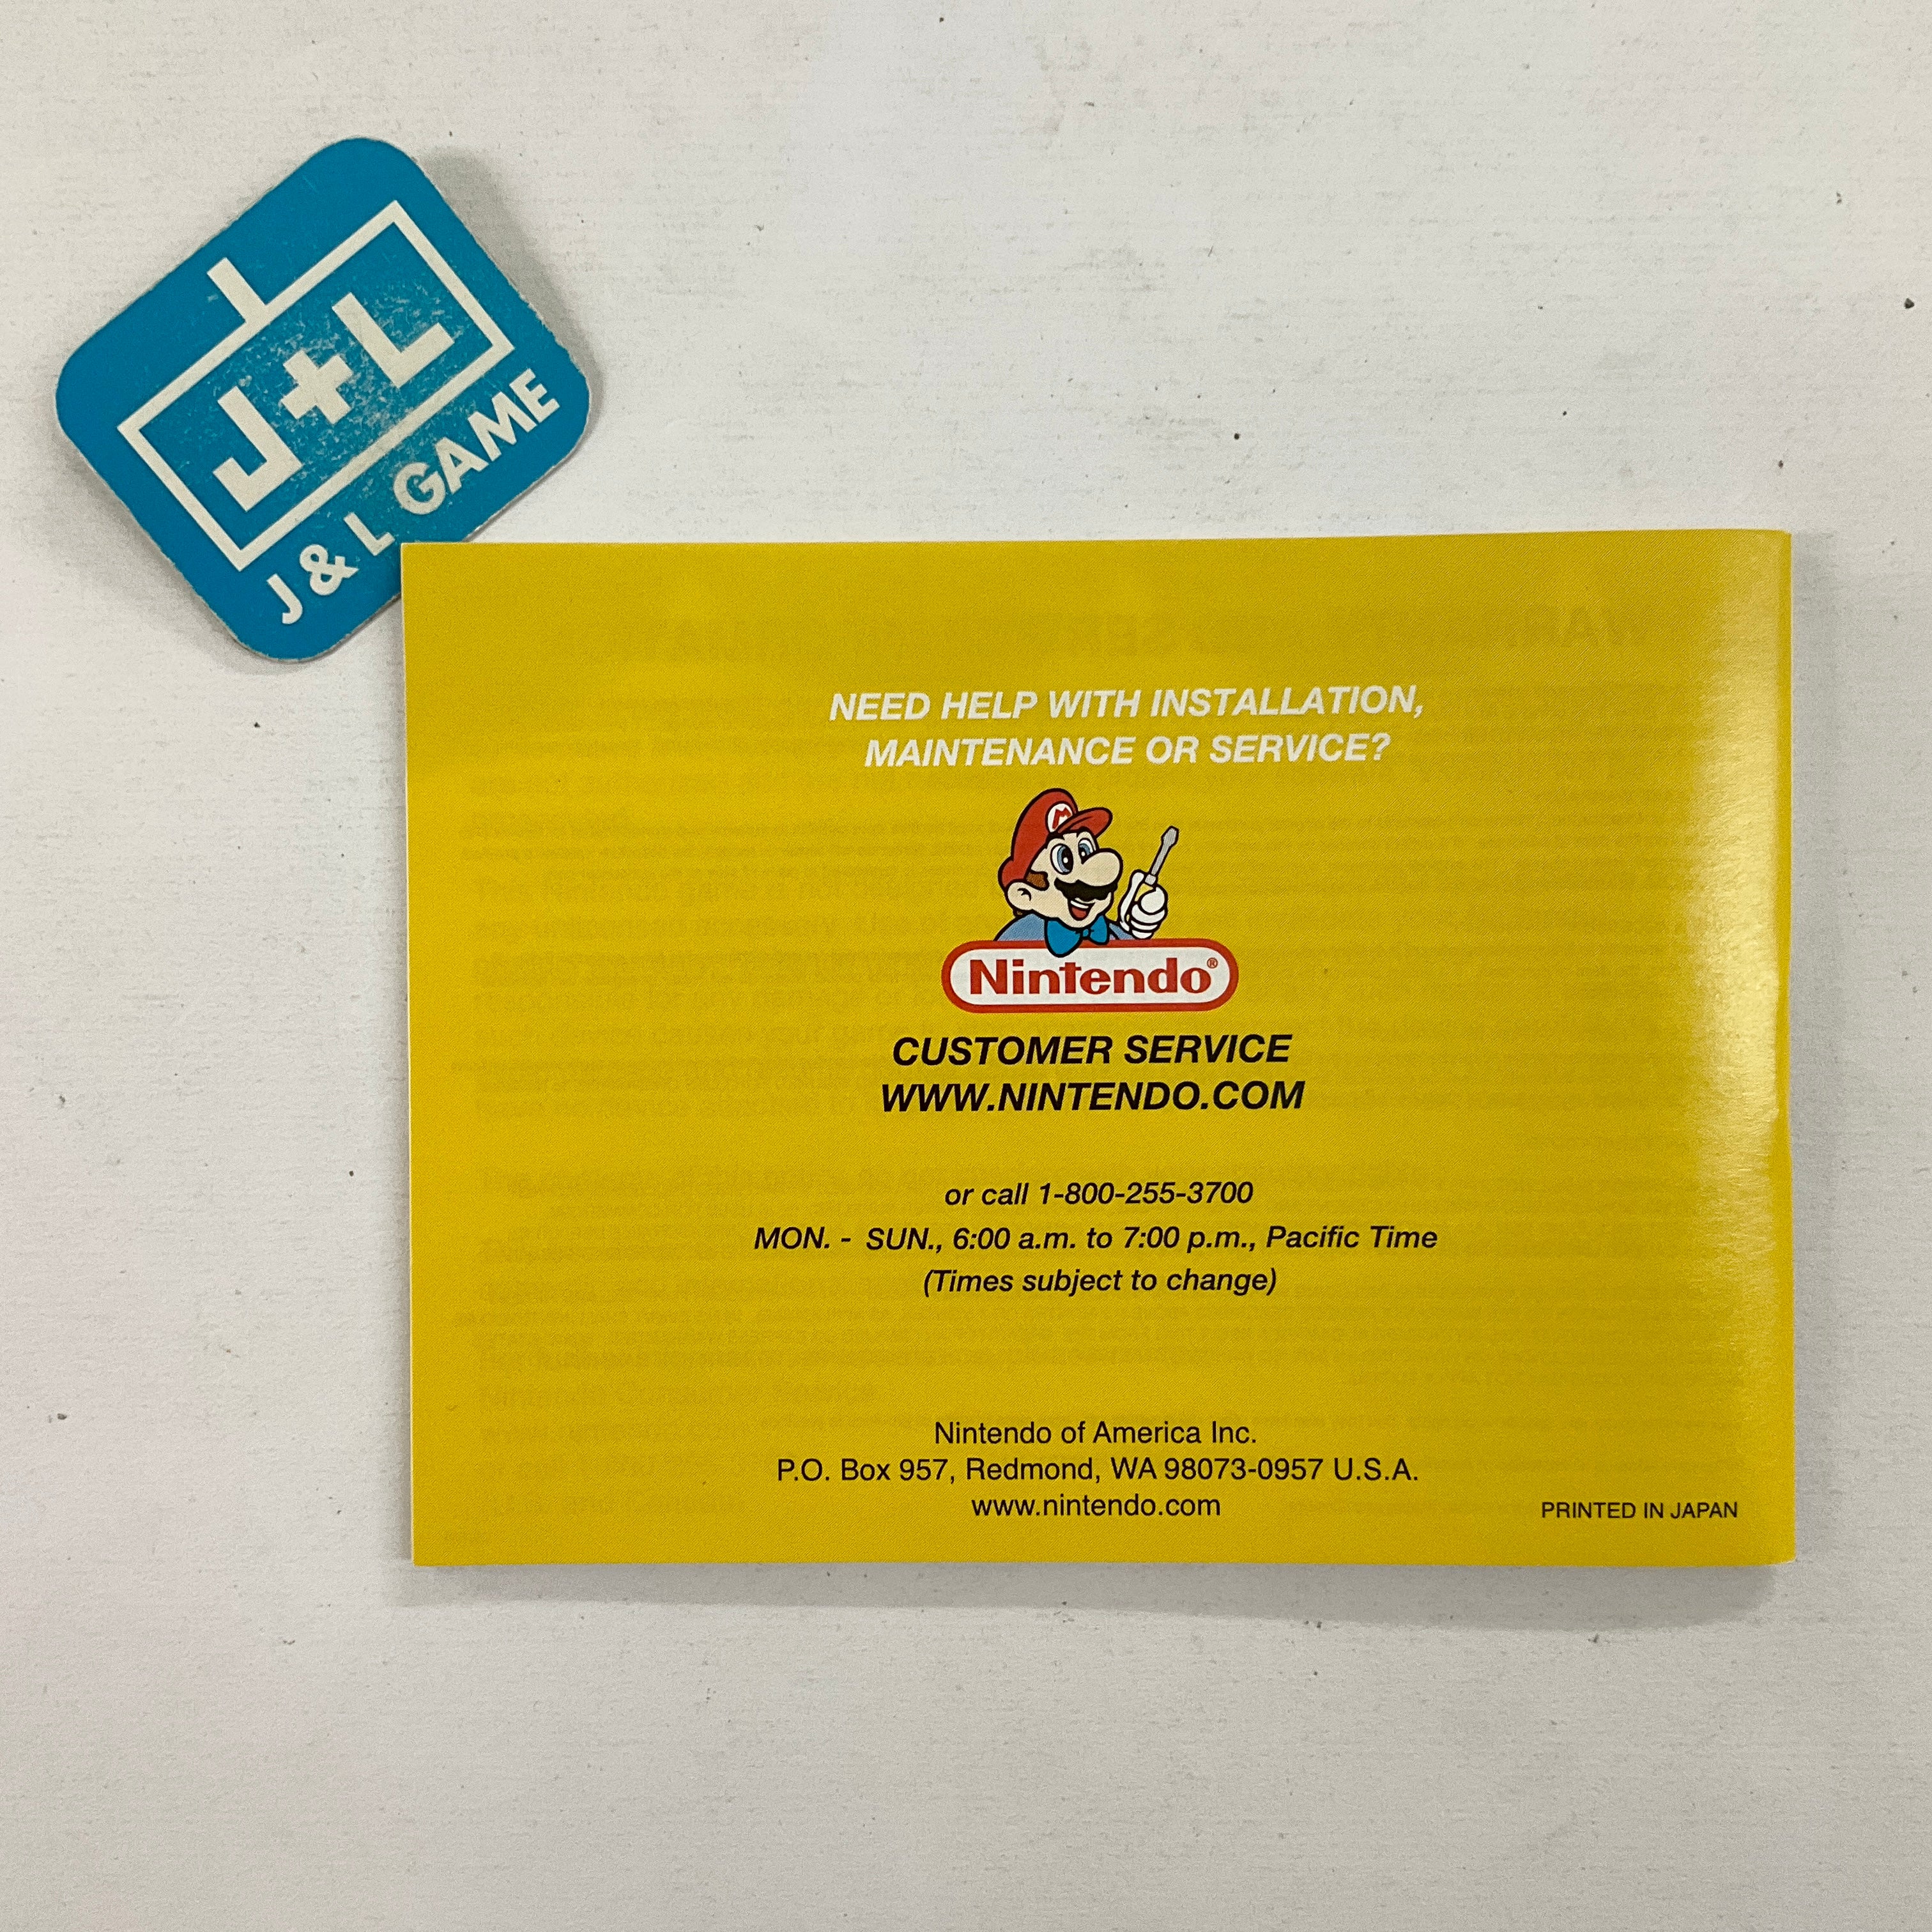 J+L
J & L GAME
NEED HELP WITH INSTALLATION,
MAINTENANCE OR SERVICE?
M
Nintendo®
CUSTOMER SERVICE
WWW.NINTENDO.COM
or call 1-800-255-3700
MON. - SUN., 6:00 a.m. to 7:00 p.m., Pacific Time
(Times subject to change)
Nintendo of America Inc.
P.O. Box 957, Redmond, WA 98073-0957 U.S.A.
www.nintendo.com
PRINTED IN JAPAN